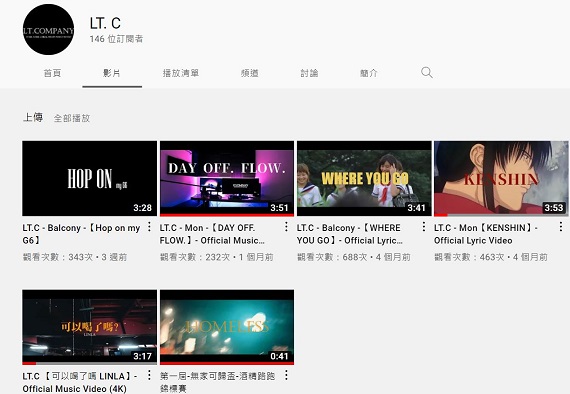 LT.COMPANY
LT. C
146 位訂閱者
首頁
影片
播放清單
頻道
討論
簡介
上傳
全部播放
HOP ON my G6
3:28
LT.C - Balcony -【Hop on my
G6】
觀看次數：343次 • 3 週前
DAY OFF. FLOW.
3:51
LT.C - Mon -【DAY OFF.
FLOW.】- Official Music...
觀看次數：232次 • 1 個月前
WHERE YOU GO
3:41
LT.C - Balcony -【WHERE
YOU GO】- Official Lyric...
觀看次數：688次 • 4 個月前
KENSHIN
3:53
LT.C - Mon【KENSHIN】-
Official Lyric Video
觀看次數：463次 • 4 個月前
可以喝了嗎?
LINLA
3:17
LT.C 【可以喝了嗎 LINLA】-
Official Music Video (4K)
HOMELESS
0:41
第一屆-無家可歸盃-酒精路跑
錦標賽